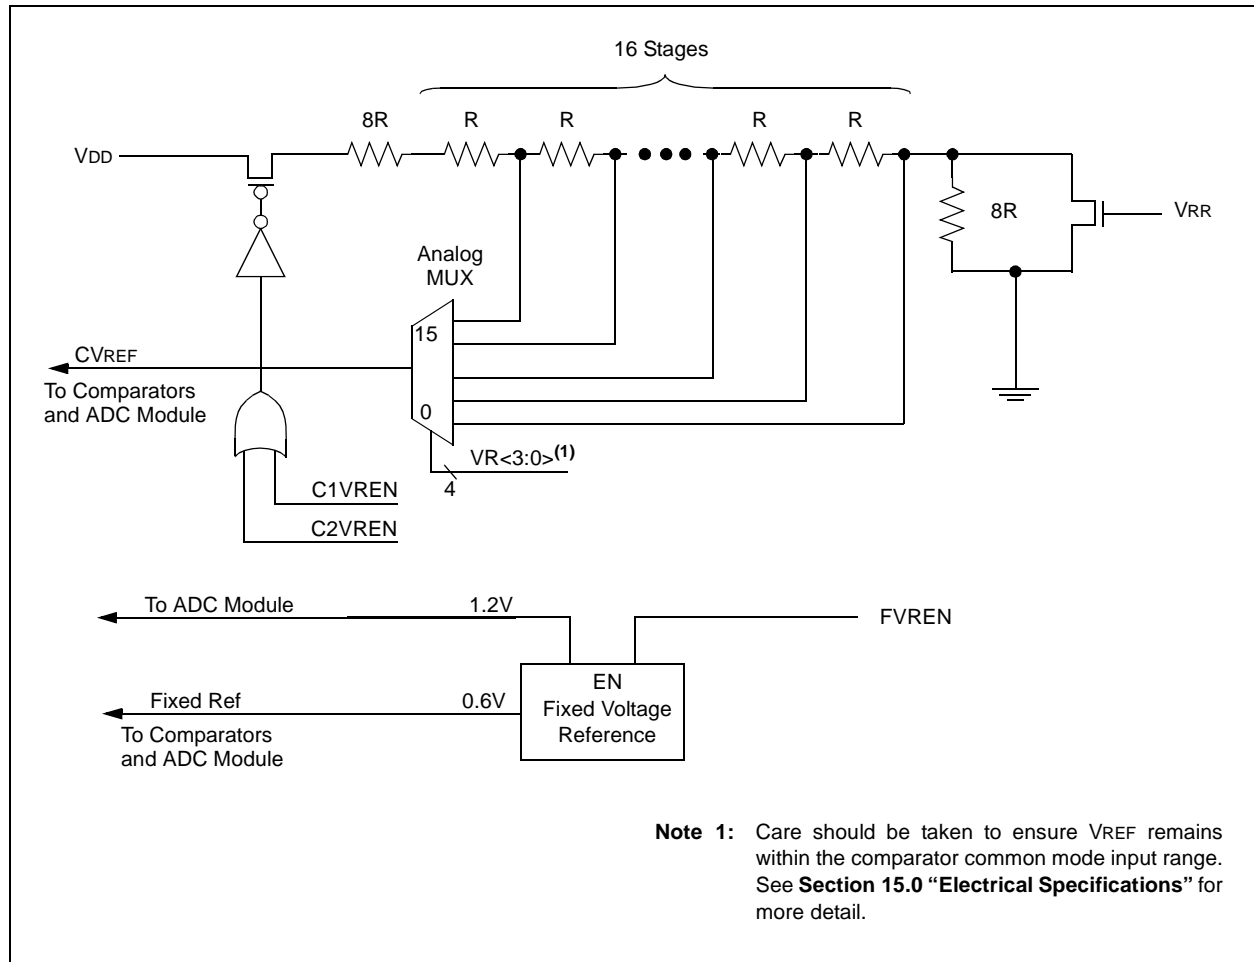 16 Stages
8R R R R R
VDD
8R
VRR
Analog
MUX
15
CVREF
To Comparators
and ADC Module
0
VR<3:0>(1)
4
C1VREN
C2VREN
To ADC Module 1.2V
FVREN
EN
Fixed Ref 0.6V
Fixed Voltage
Reference
To Comparators
and ADC Module
Note 1: Care should be taken to ensure VREF remains
within the comparator common mode input range.
See Section 15.0 “Electrical Specifications” for
more detail.